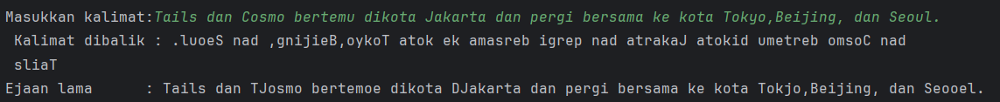 Masukkan kalimat:Tails dan Cosmo bertemu dikota Jakarta dan pergi bersama ke kota Tokyo,Beijing, dan Seoul.
Kalimat dibalik : .luoeS nad ,gnijieB,oykoT atok ek amasreb igrep nad atrakaJ atokid umetreb omsoC nad
sliaT
Ejaan lama      : Tails dan TJosmo bertemoe dikota DJakarta dan pergi bersama ke kota Tokjo,Beijing, dan Seooel.